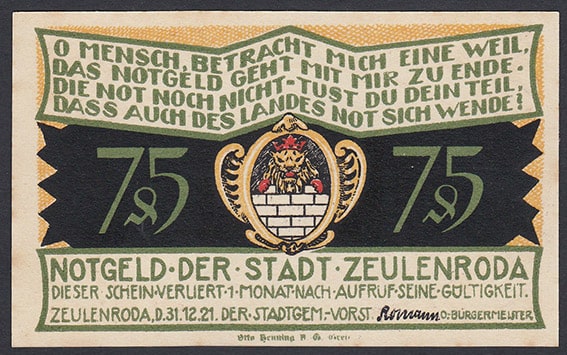 O MENSCH, BETRACHT MICH EINE WEIL,
DAS NOTGELD GEHT MIT MIR ZU ENDE.
DIE NOT NOCH NICHT-TUST DU DEIN TEIL,
DASS AUCH DES LANDES NOT SICH WENDE?
75 75
NOTGELD · DER · STADT · ZEULENRODA
DIESER SCHEIN · VERLIERT · 1 · MONAT · NACH · AUFRUF · SEINE · GÜLTIGKEIT.
ZEULENRODA, D. 31.12.21. DER STADTGEM.-VORST. Romann O.-BÜRGERMEISTER
Otto Henning A G. Greiz